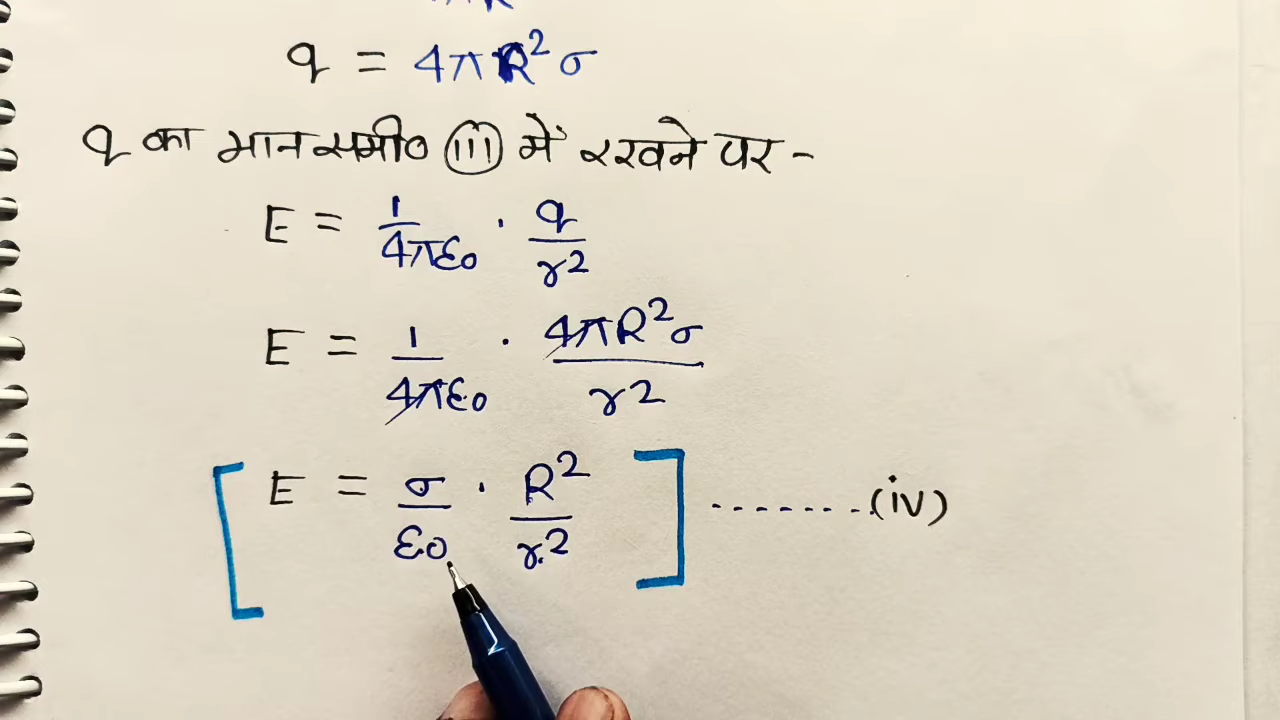 q = 4πR²σ
q का मान समी० (iii) में रखने पर -
E = 1/4πε₀ · q/r²
E = 1/4πε₀ · 4πR²σ/r²
[ E = σ/ε₀ · R²/r² ] ........(iv)